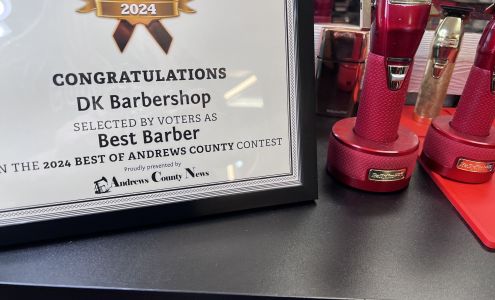 2024
CONGRATULATIONS
DK Barbershop
SELECTED BY VOTERS AS
Best Barber
N THE 2024 BEST OF ANDREWS COUNTY CONTEST
Proudly presented by
Andrews County News